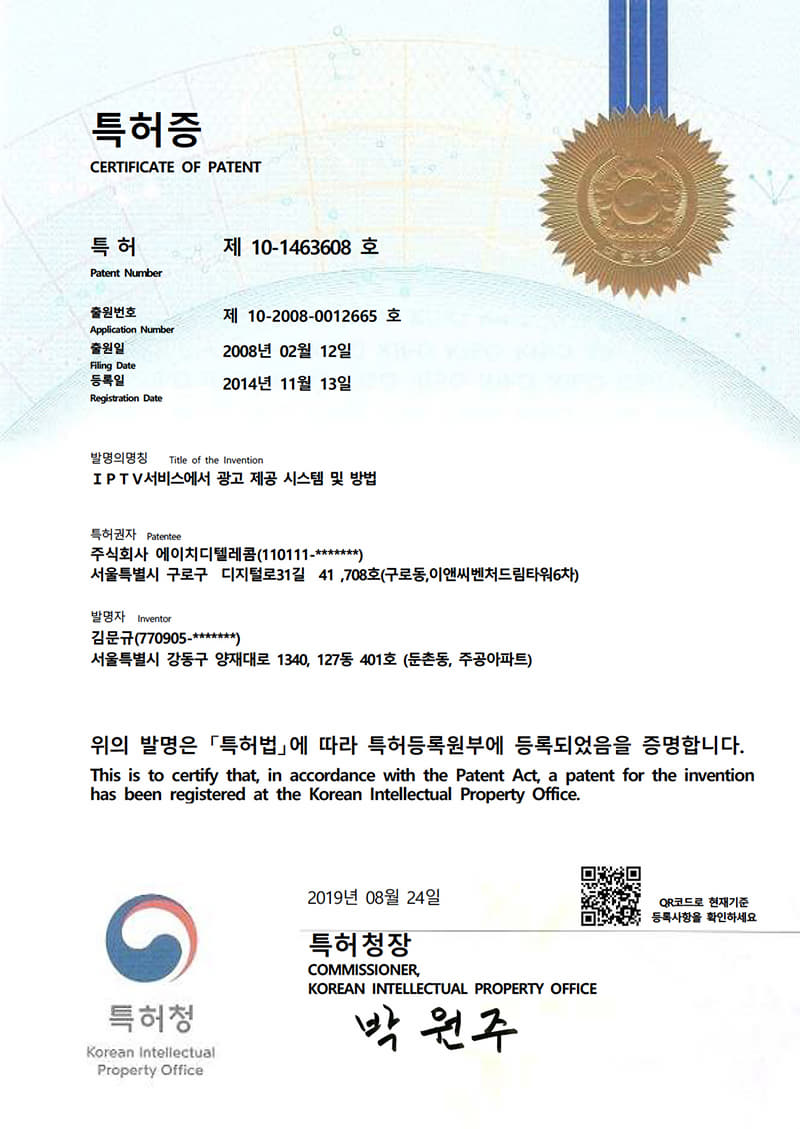 특허증
CERTIFICATE OF PATENT
특 허 제 10-1463608 호
Patent Number
출원번호 제 10-2008-0012665 호
Application Number
출원일 2008년 02월 12일
Filing Date
등록일 2014년 11월 13일
Registration Date
발명의명칭 Title of the Invention
ＩＰＴＶ서비스에서 광고 제공 시스템 및 방법
특허권자 Patentee
주식회사 에이치디텔레콤(110111-*******)
서울특별시 구로구 디지털로31길 41 ,708호(구로동,이앤씨벤처드림타워6차)
발명자 Inventor
김문규(770905-*******)
서울특별시 강동구 양재대로 1340, 127동 401호 (둔촌동, 주공아파트)
위의 발명은 「특허법」에 따라 특허등록원부에 등록되었음을 증명합니다.
This is to certify that, in accordance with the Patent Act, a patent for the invention
has been registered at the Korean Intellectual Property Office.
2019년 08월 24일
QR코드로 현재기준
등록사항을 확인하세요
특허청장
COMMISSIONER,
KOREAN INTELLECTUAL PROPERTY OFFICE
박원주
특허청
Korean Intellectual
Property Office